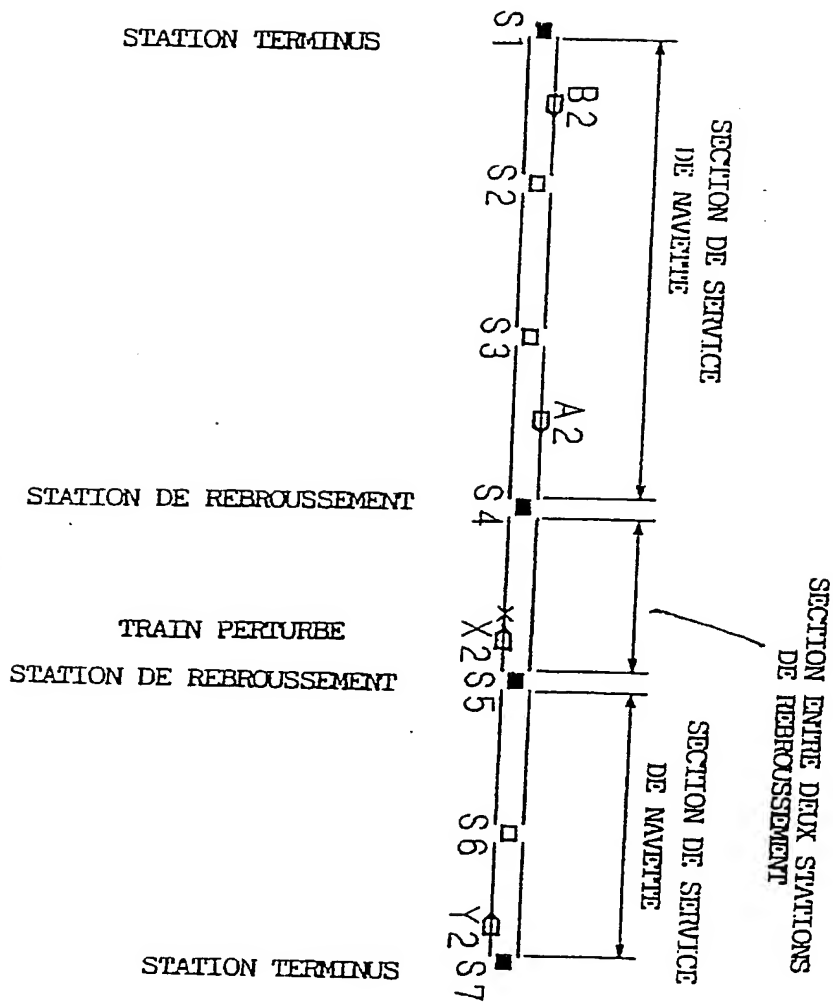 STATION TERMINUS
S1
B2
SECTION DE SERVICE
DE NAVETTE
S2
S3
A2
STATION DE REBROUSSEMENT
S4
SECTION ENTRE DEUX STATIONS
DE REBROUSSEMENT
TRAIN PERTURBE
X2
STATION DE REBROUSSEMENT
S5
SECTION DE SERVICE
DE NAVETTE
S6
Y2
STATION TERMINUS
S7